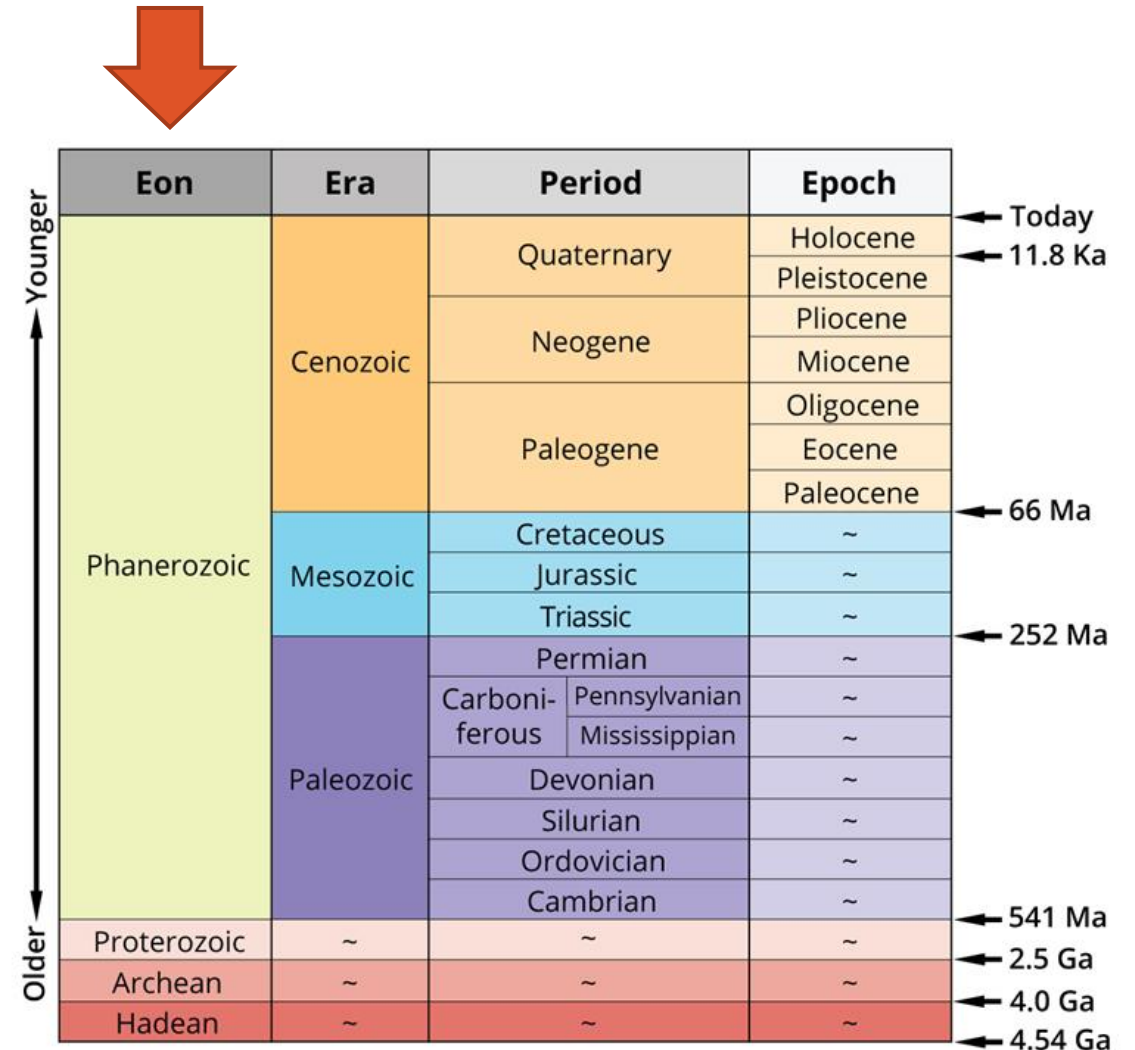 Eon Era Period Epoch
Younger
Older
Today
Holocene
11.8 Ka
Quaternary
Pleistocene
Pliocene
Neogene
Miocene
Cenozoic
Oligocene
Paleogene
Eocene
Paleocene
66 Ma
Cretaceous ~
Phanerozoic
Mesozoic
Jurassic ~
Triassic ~
252 Ma
Permian ~
Carboni-
ferous
Pennsylvanian ~
Mississippian ~
Paleozoic
Devonian ~
Silurian ~
Ordovician ~
Cambrian ~
541 Ma
Proterozoic ~ ~ ~
2.5 Ga
Archean ~ ~ ~
4.0 Ga
Hadean ~ ~ ~
4.54 Ga